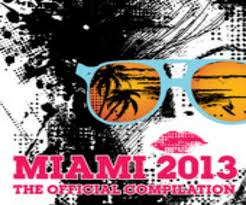 MIAMI 2013
THE OFFICIAL COMPILATION